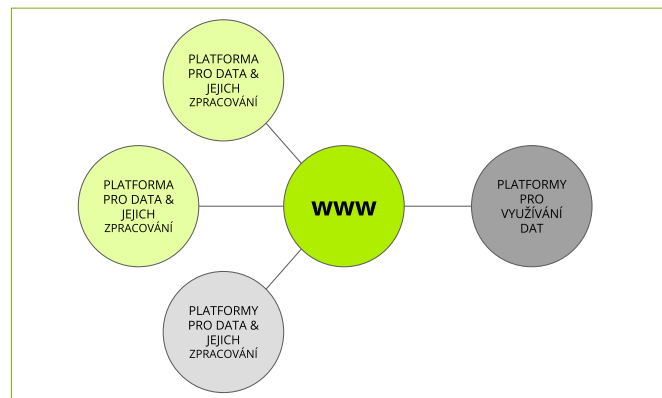 PLATFORMA
PRO DATA &
JEJICH
ZPRACOVÁNÍ
PLATFORMA
PRO DATA &
JEJICH
ZPRACOVÁNÍ
www
PLATFORMY
PRO
VYUŽÍVÁNÍ
DAT
PLATFORMY
PRO DATA &
JEJICH
ZPRACOVÁNÍ